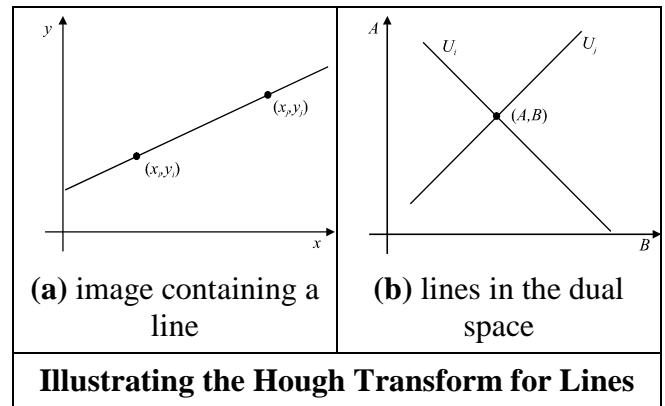 y
(x_j,y_j)
(x_i,y_i)
x
(a) image containing a
line
A
U_i
U_j
(A,B)
B
(b) lines in the dual
space
Illustrating the Hough Transform for Lines